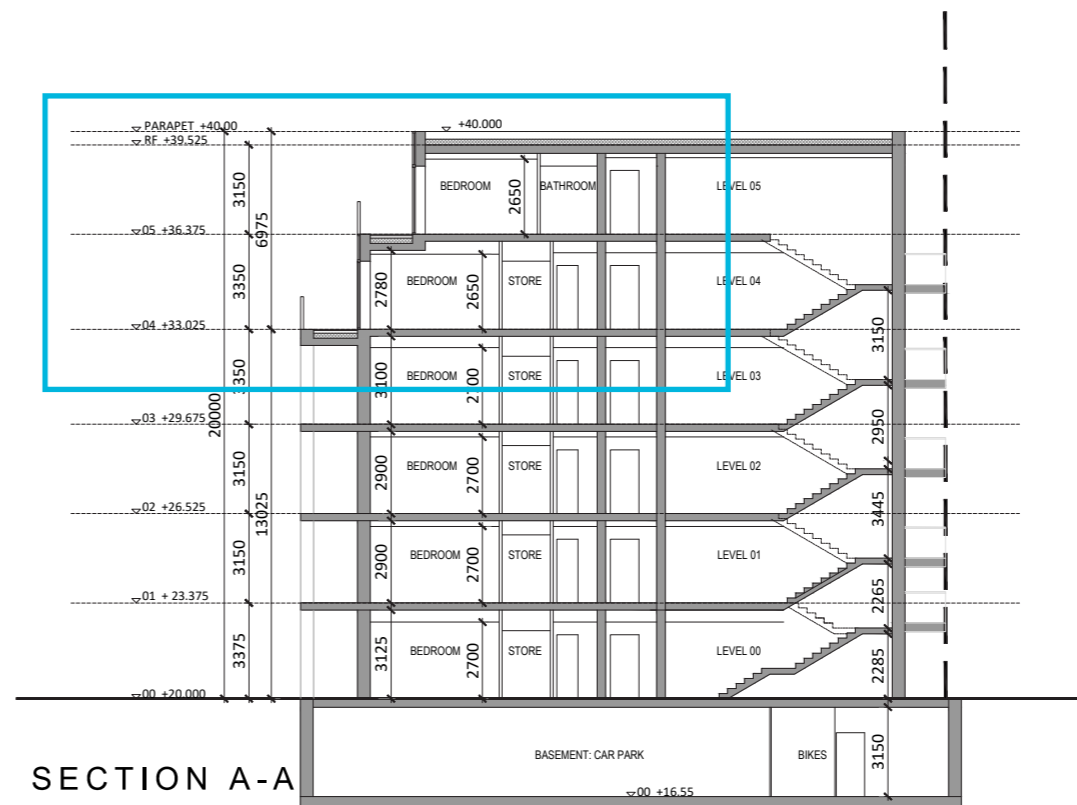 PARAPET +40.00
+40.000
RF +39.525
3150
6975
BEDROOM
2650
BATHROOM
LEVEL 05
05 +36.375
3350
2780
BEDROOM
2650
STORE
LEVEL 04
3150
04 +33.025
3350
3100
BEDROOM
2700
STORE
LEVEL 03
20000
2950
03 +29.675
3150
2900
BEDROOM
2700
STORE
LEVEL 02
13025
3445
02 +26.525
3150
2900
BEDROOM
2700
STORE
LEVEL 01
2265
01 + 23.375
3375
3125
BEDROOM
2700
STORE
LEVEL 00
2285
00 +20.000
BASEMENT: CAR PARK
BIKES
3150
00 +16.55
SECTION A-A